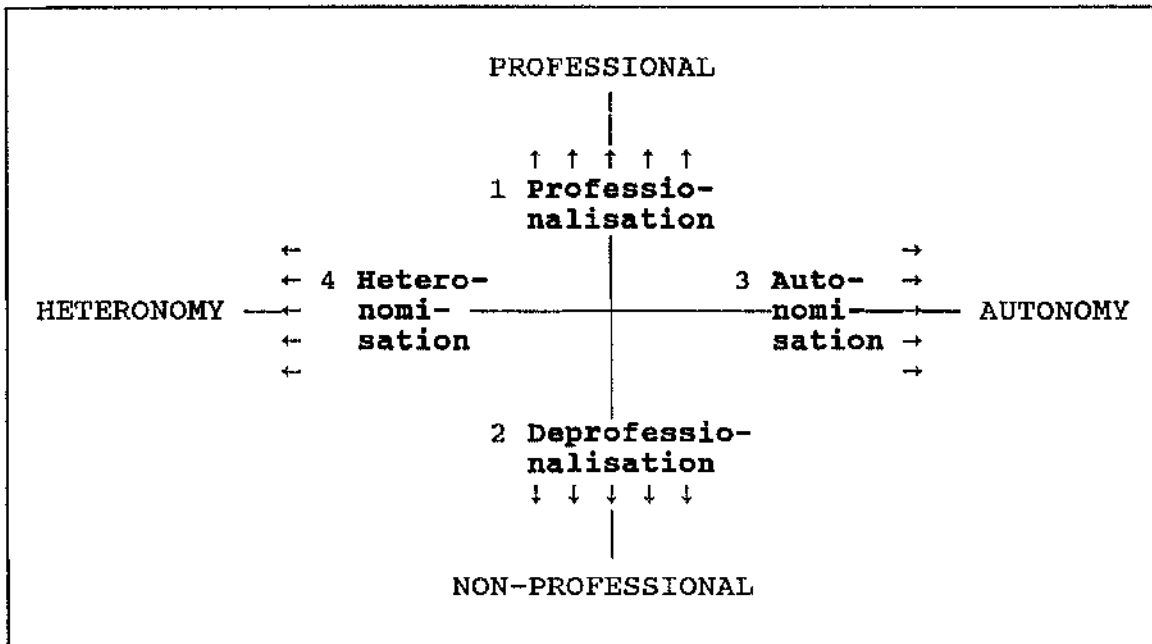 PROFESSIONAL
↑ ↑ ↑ ↑ ↑
1 Professio-
nalisation
←
→
← 4 Hetero-
3 Auto- →
HETERONOMY ← nomi-
nomi- → AUTONOMY
← sation
sation →
←
→
2 Deprofessio-
nalisation
↓ ↓ ↓ ↓ ↓
NON-PROFESSIONAL